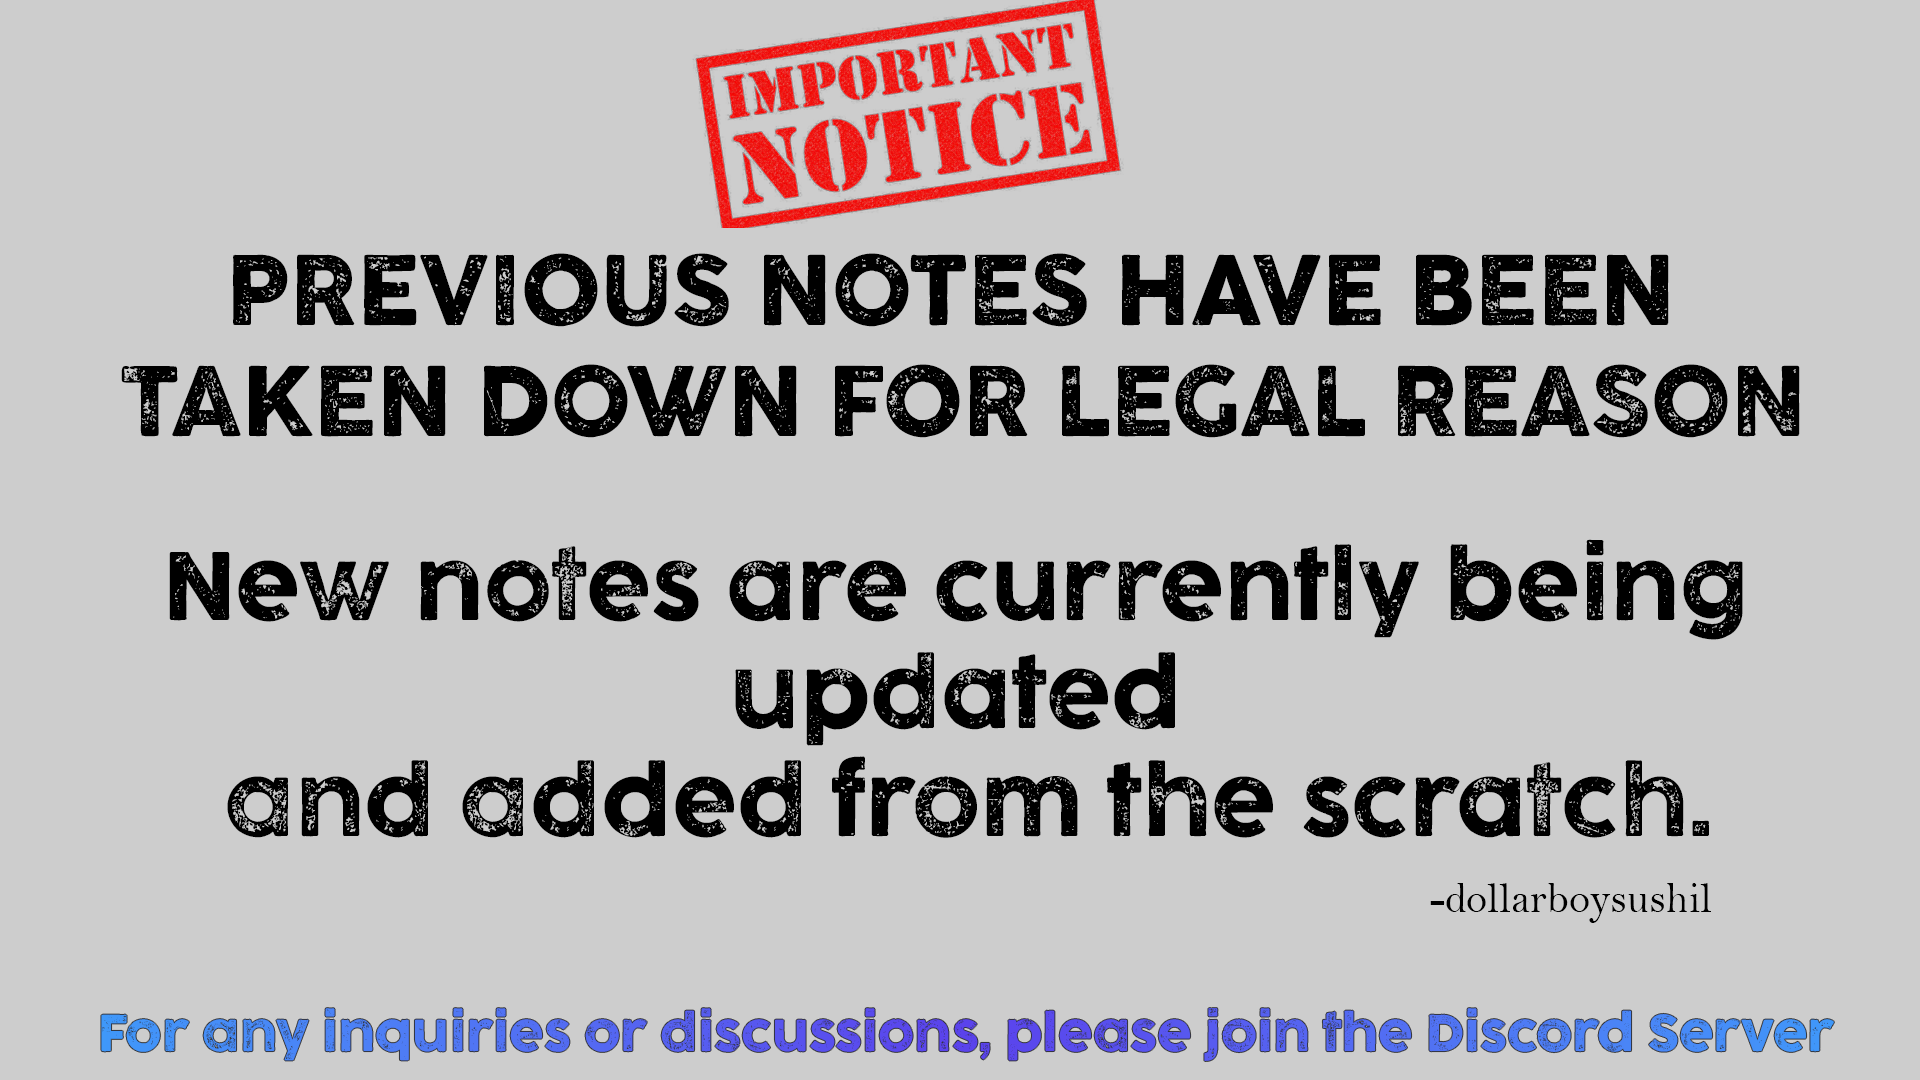 IMPORTANT
NOTICE
PREVIOUS NOTES HAVE BEEN
TAKEN DOWN FOR LEGAL REASON
New notes are currently being
updated
and added from the scratch.
-dollarboysushil
For any inquiries or discussions, please join the Discord Server